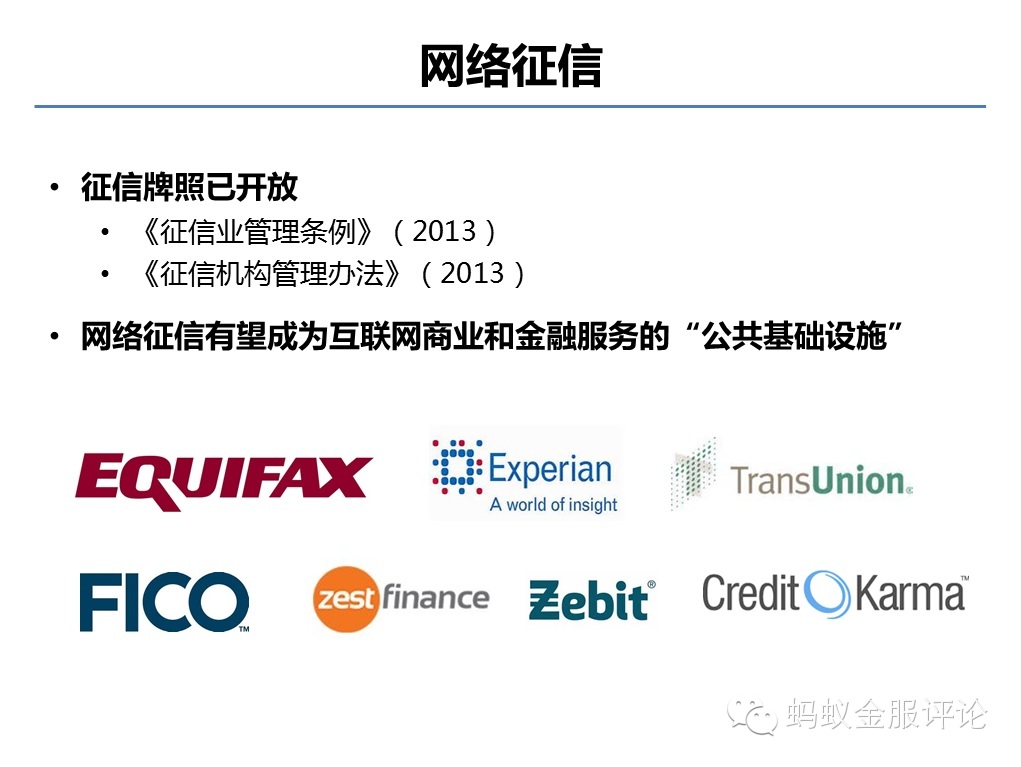 网络征信
• 征信牌照已开放
• 《征信业管理条例》（2013）
• 《征信机构管理办法》（2013）
• 网络征信有望成为互联网商业和金融服务的“公共基础设施”
EQUIFAX
Experian
A world of insight
TransUnion®
FICO™
zestfinance
Zebit®
Credit Karma™
蚂蚁金服评论